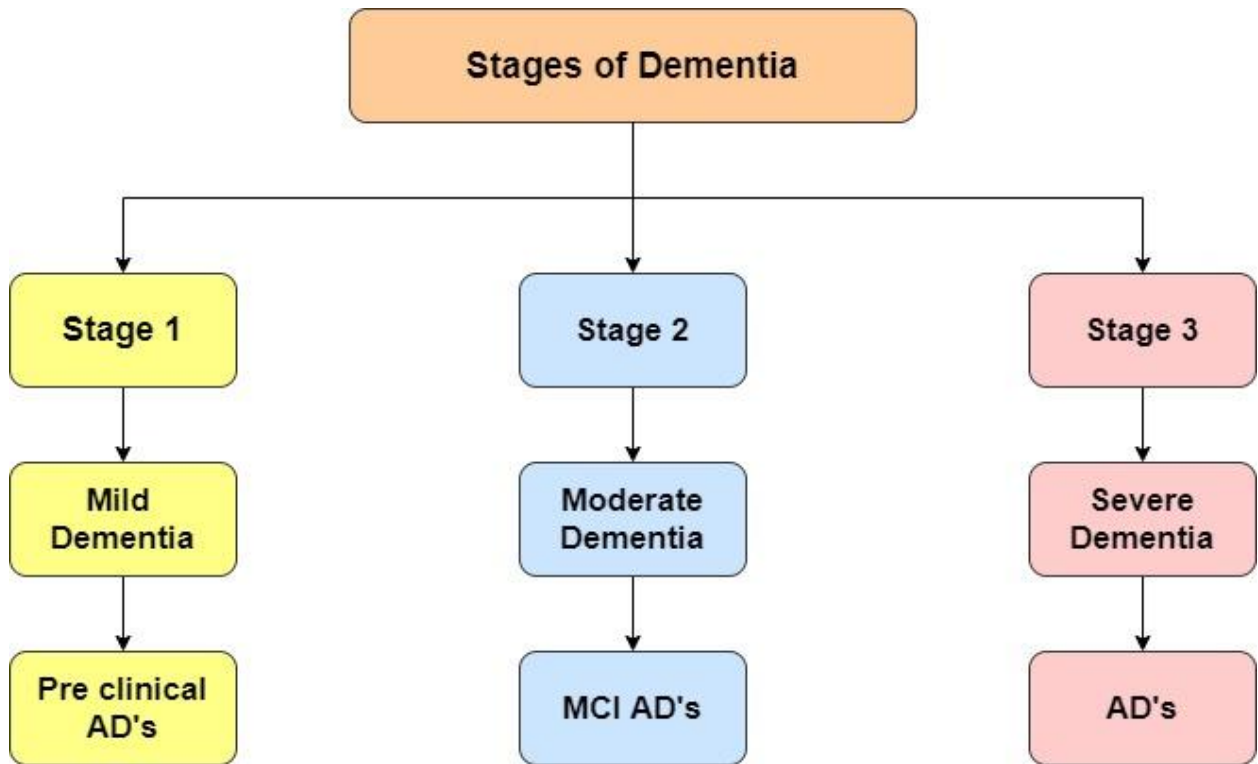 Stages of Dementia
Stage 1
Stage 2
Stage 3
Mild
Dementia
Moderate
Dementia
Severe
Dementia
Pre clinical
AD's
MCI AD's
AD's